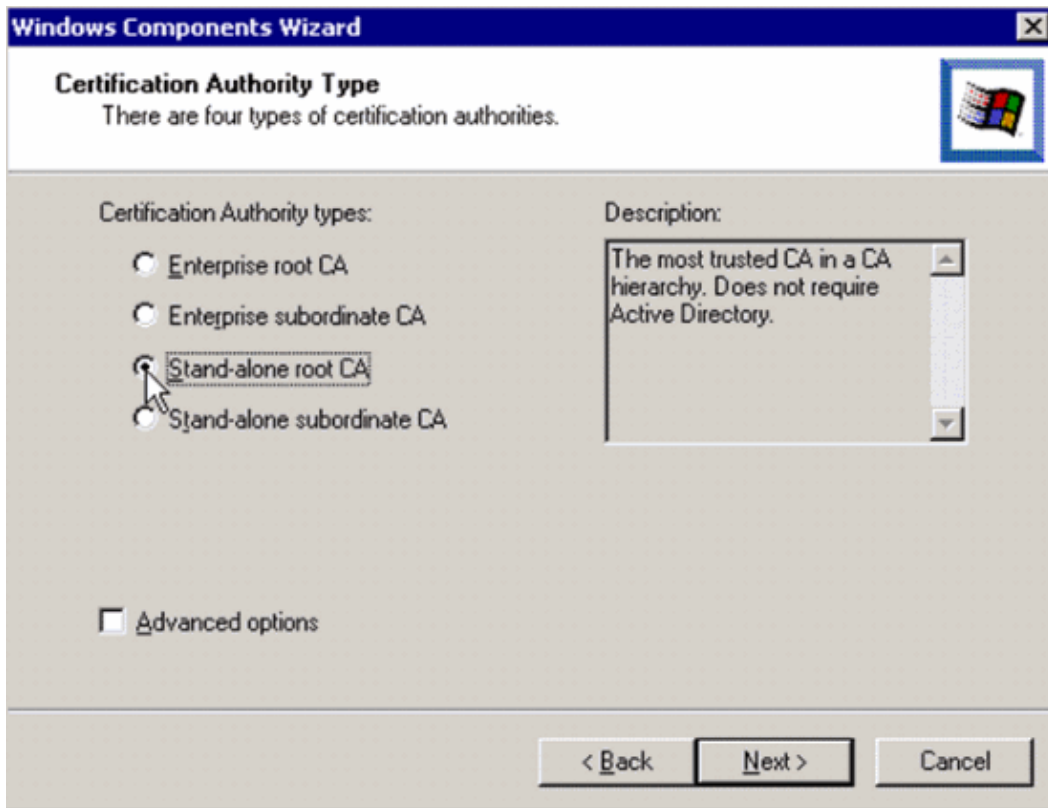 Windows Components Wizard
Certification Authority Type
There are four types of certification authorities.
Certification Authority types:
Enterprise root CA
Enterprise subordinate CA
Stand-alone root CA
Stand-alone subordinate CA
Description:
The most trusted CA in a CA
hierarchy. Does not require
Active Directory.
Advanced options
< Back
Next >
Cancel